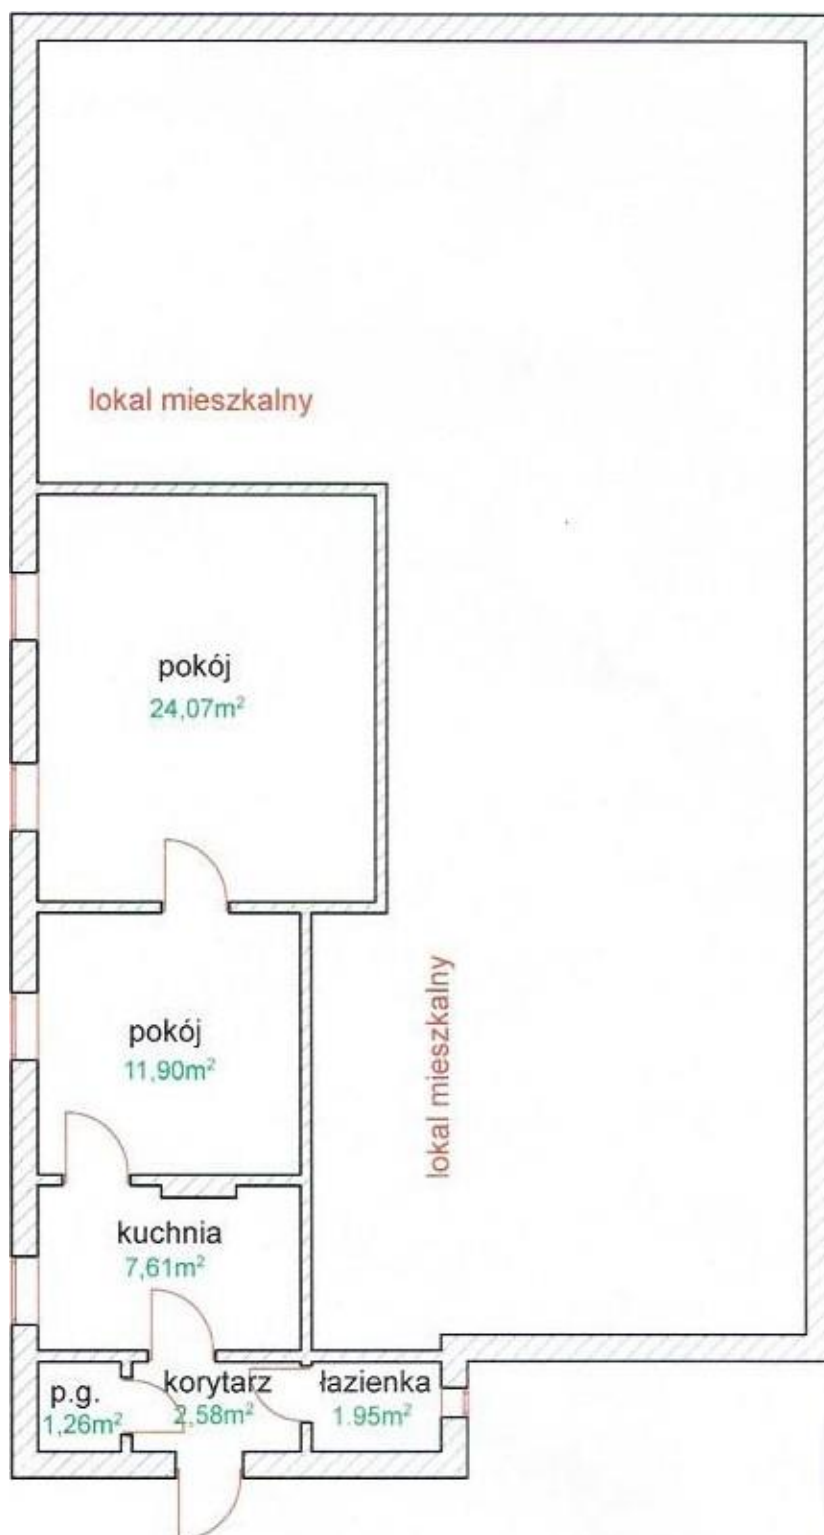 lokal mieszkalny
pokój
24,07m²
lokal mieszkalny
pokój
11,90m²
kuchnia
7,61m²
p.g.
1,26m²
korytarz
2,58m²
łazienka
1.95m²